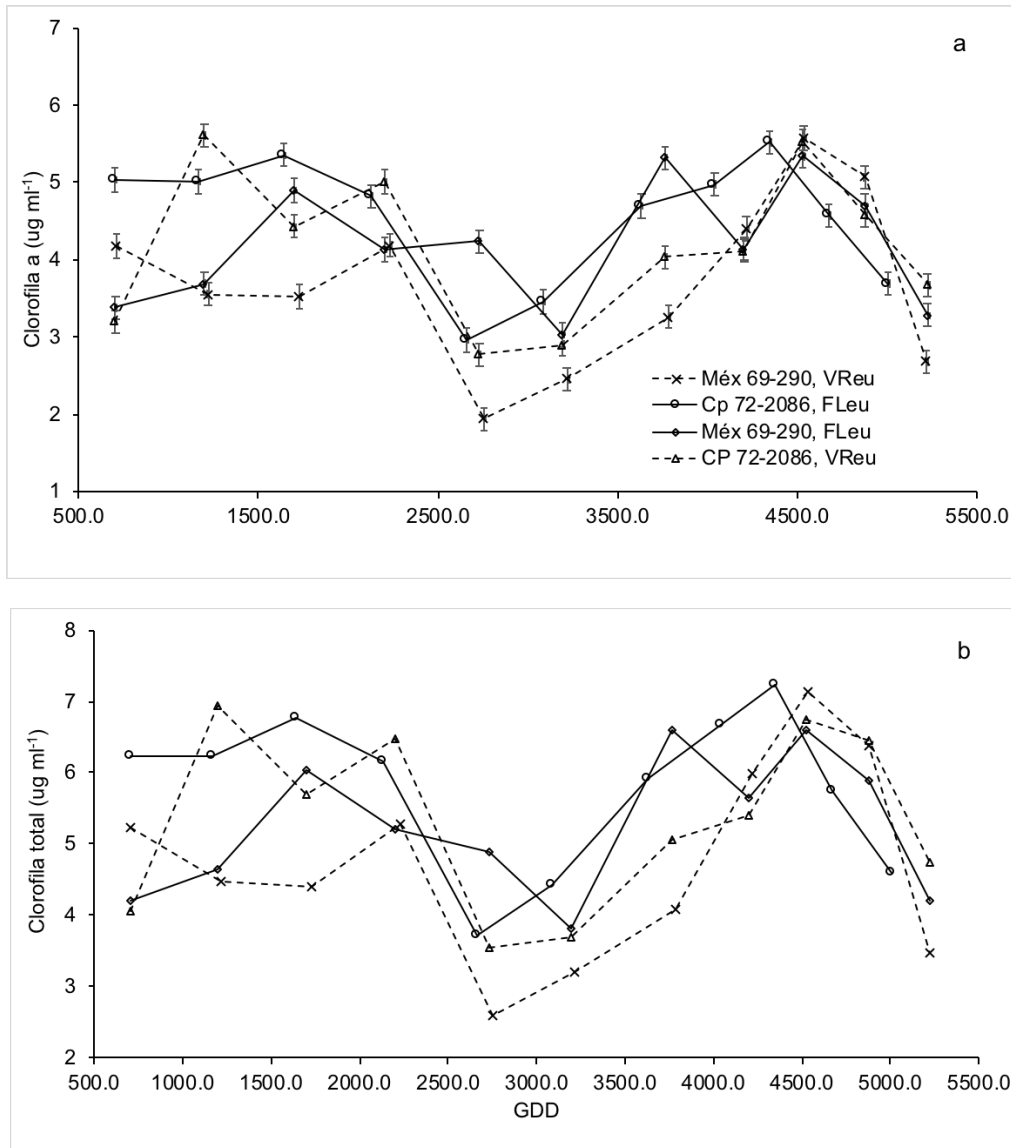 a
7
6
5
4
3
2
1
Clorofila a (ug ml-1)
Méx 69-290, VReu
Cp 72-2086, FLeu
Méx 69-290, FLeu
CP 72-2086, VReu
500.0 1500.0 2500.0 3500.0 4500.0 5500.0
b
8
7
6
5
4
3
2
Clorofila total (ug ml-1)
500.0 1000.0 1500.0 2000.0 2500.0 3000.0 3500.0 4000.0 4500.0 5000.0 5500.0
GDD